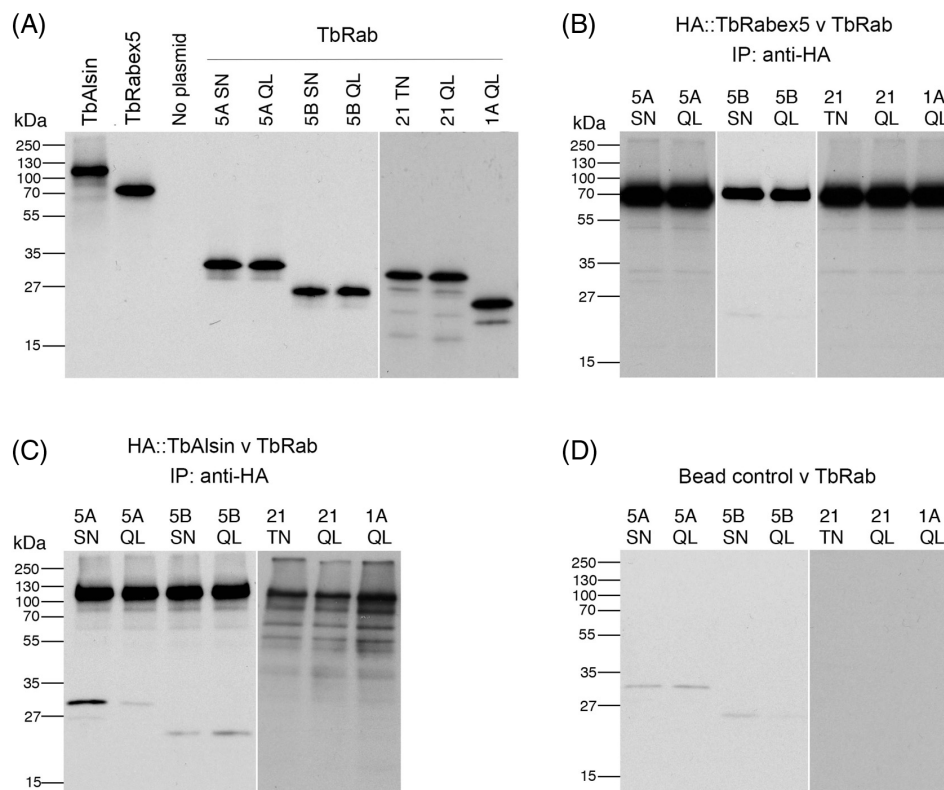 (A)
TbRab
TbAlsin
TbRabex5
No plasmid
5A SN
5A QL
5B SN
5B QL
21 TN
21 QL
1A QL
kDa
250
130
100
70
55
35
27
15
(B)
HA::TbRabex5 v TbRab
IP: anti-HA
5A 5A 5B 5B 21 21 1A
SN QL SN QL TN QL QL
kDa
250
130
100
70
55
35
27
15
(C)
HA::TbAlsin v TbRab
IP: anti-HA
5A 5A 5B 5B 21 21 1A
SN QL SN QL TN QL QL
kDa
250
130
100
70
55
35
27
15
(D)
Bead control v TbRab
5A 5A 5B 5B 21 21 1A
SN QL SN QL TN QL QL
kDa
250
130
100
70
55
35
27
15